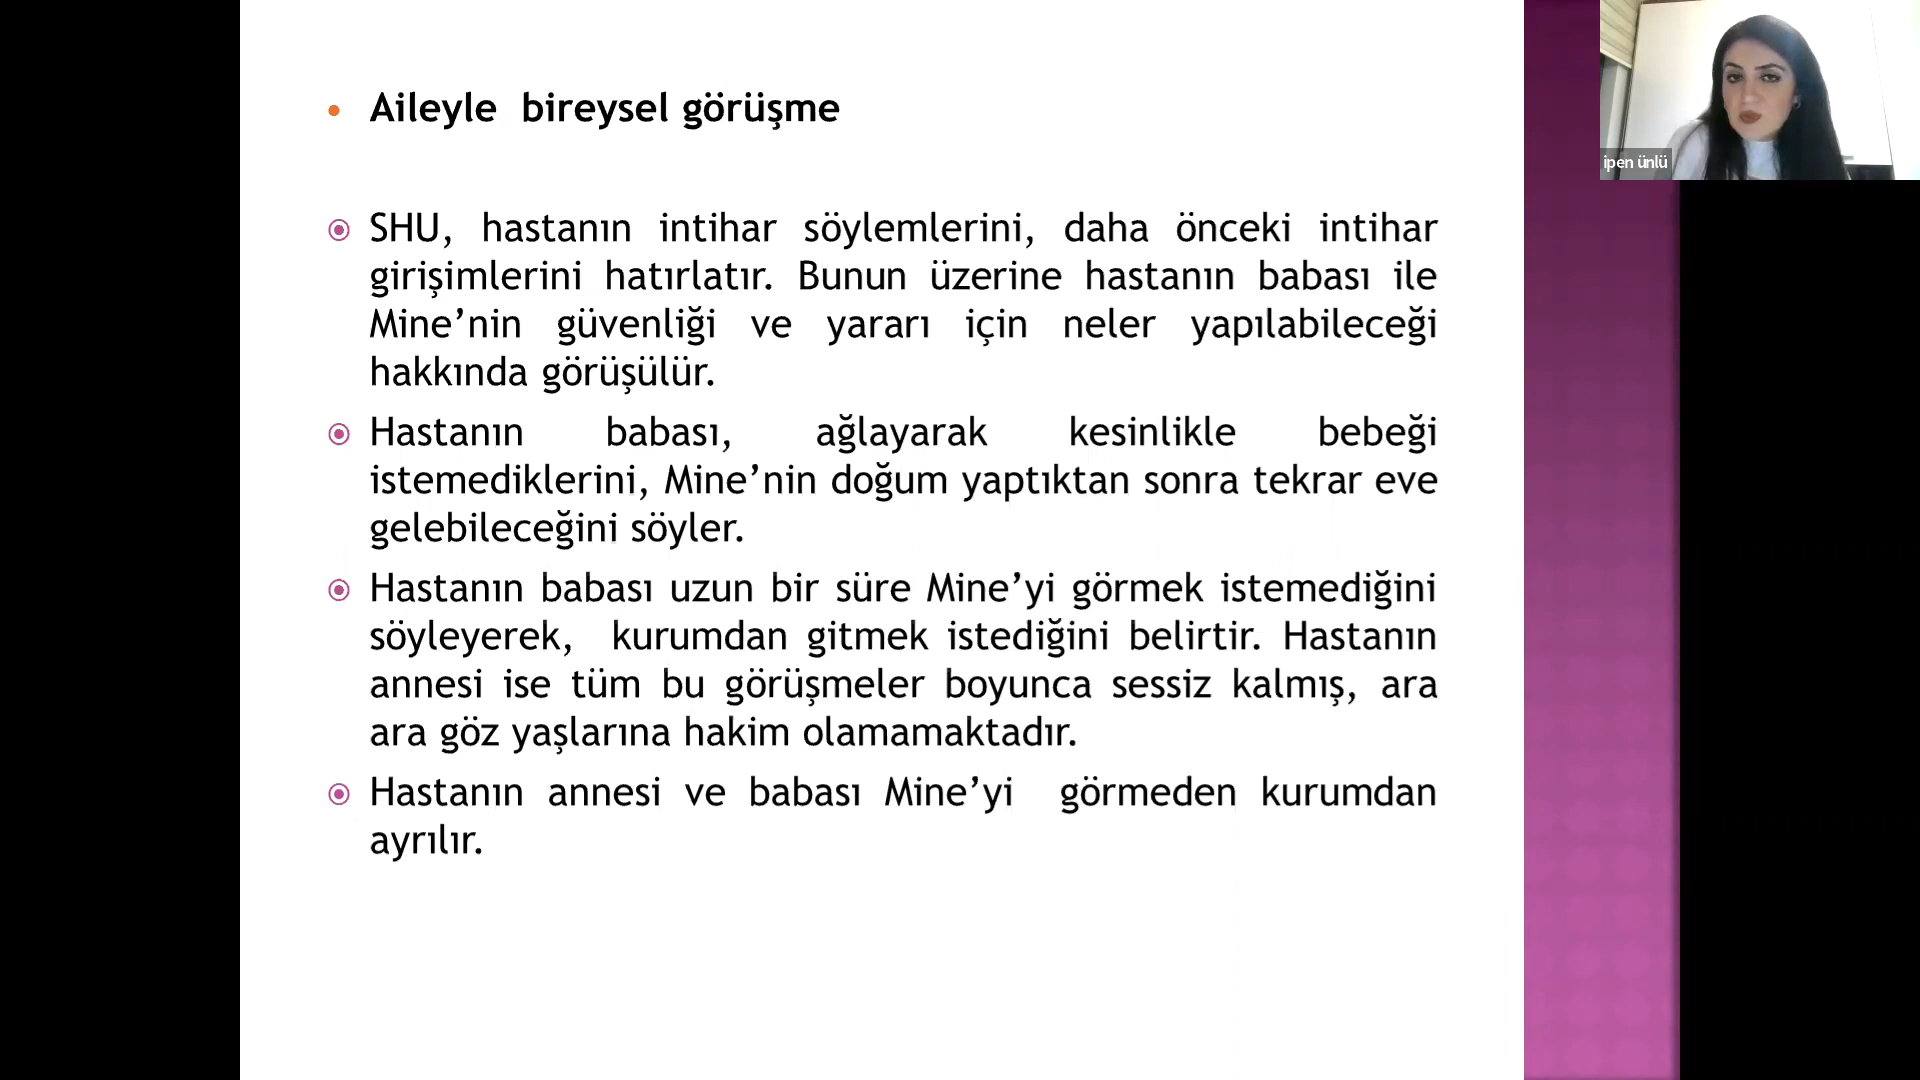 Aileyle bireysel görüşme
SHU, hastanın intihar söylemlerini, daha önceki intihar
girişimlerini hatırlatır. Bunun üzerine hastanın babası ile
Mine’nin güvenliği ve yararı için neler yapılabileceği
hakkında görüşülür.
Hastanın babası, ağlayarak kesinlikle bebeği
istemediklerini, Mine’nin doğum yaptıktan sonra tekrar eve
gelebileceğini söyler.
Hastanın babası uzun bir süre Mine’yi görmek istemediğini
söyleyerek, kurumdan gitmek istediğini belirtir. Hastanın
annesi ise tüm bu görüşmeler boyunca sessiz kalmış, ara
ara göz yaşlarına hakim olamamaktadır.
Hastanın annesi ve babası Mine’yi görmeden kurumdan
ayrılır.
ipen ünlü